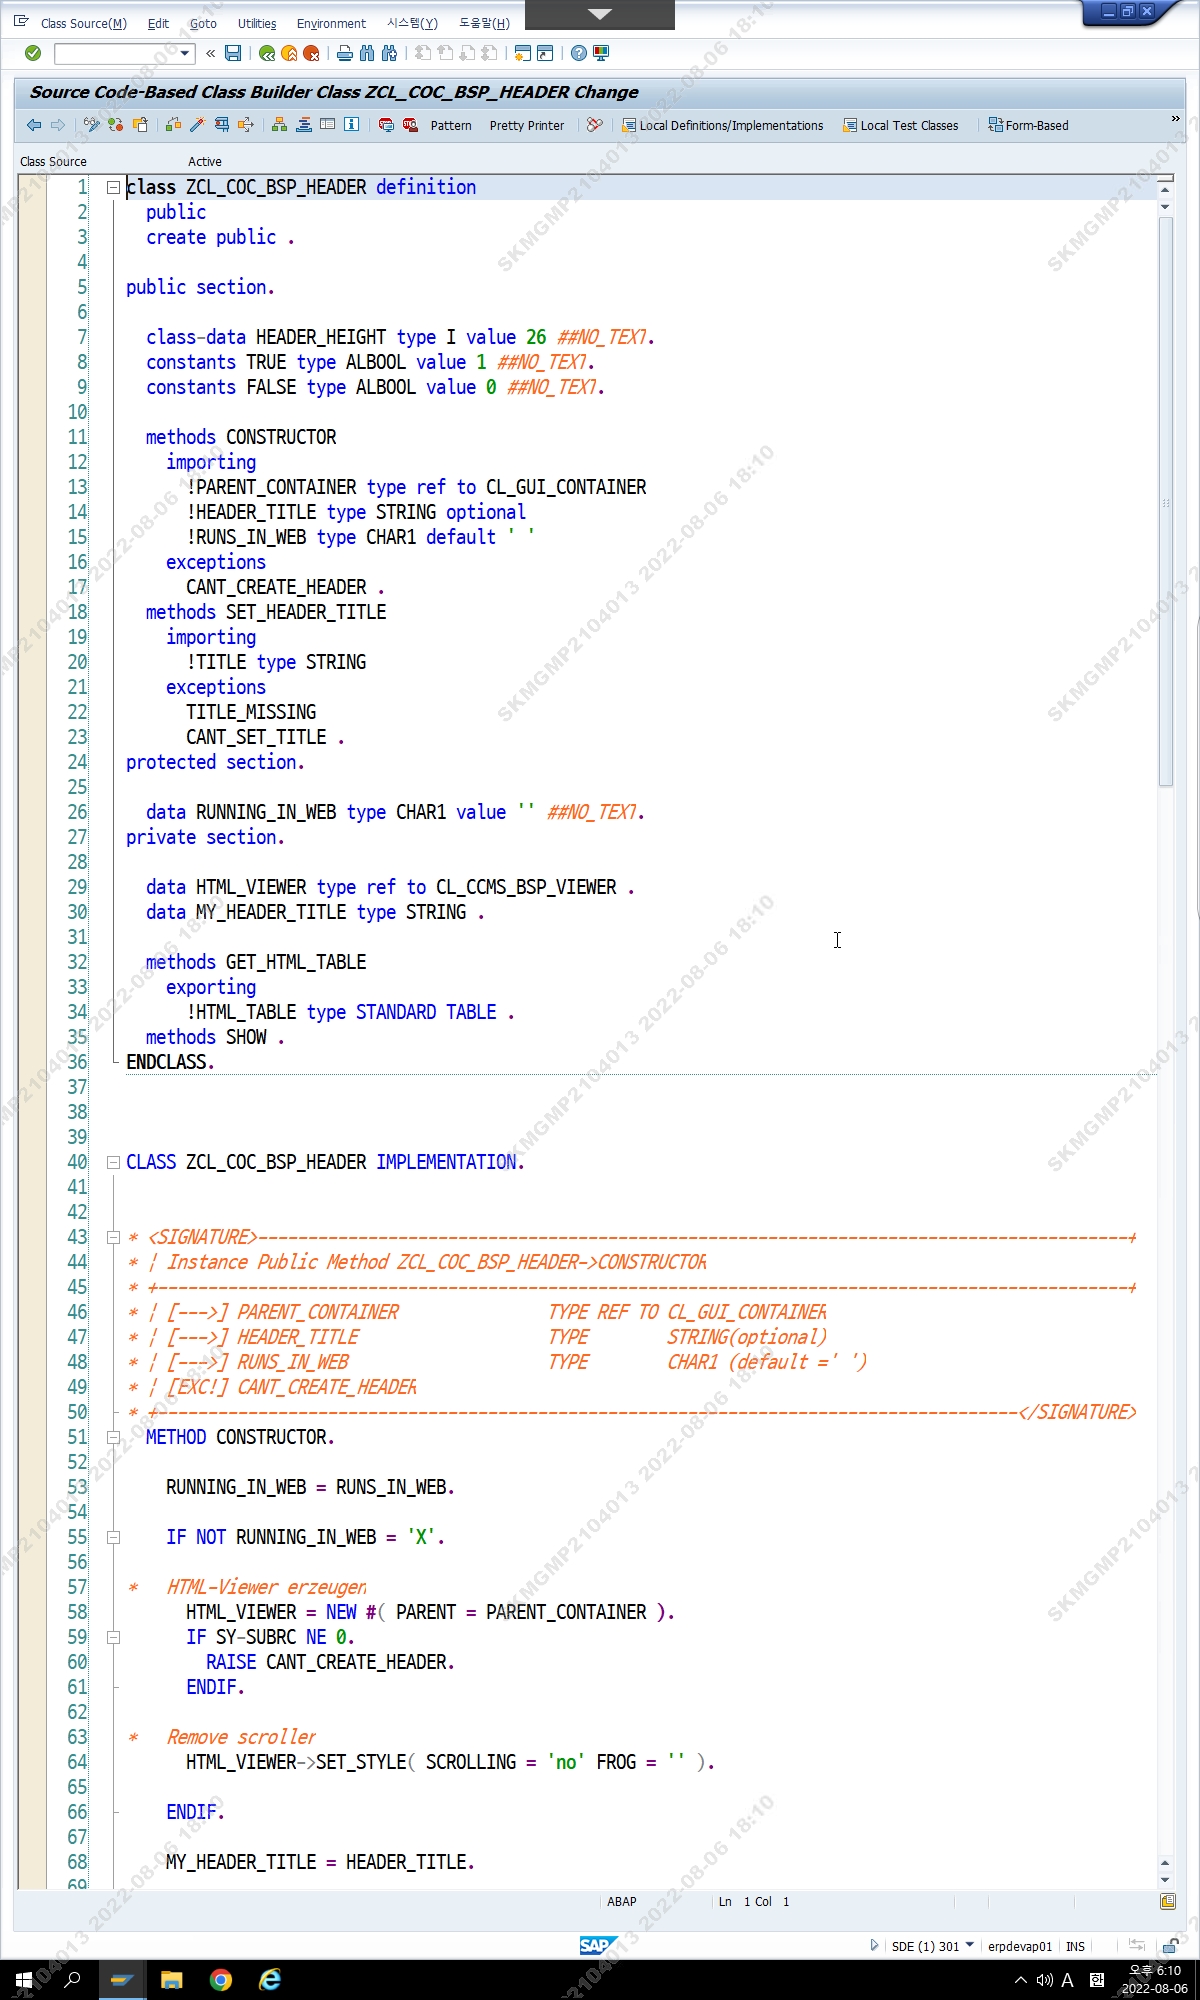 Class Source(M) Edit Goto Utilities Environment 시스템(Y) 도움말(H)
Source Code-Based Class Builder Class ZCL_COC_BSP_HEADER Change
Pattern Pretty Printer Local Definitions/Implementations Local Test Classes Form-Based
Class Source Active
1 class ZCL_COC_BSP_HEADER definition
2 public
3 create public .
4
5 public section.
6
7 class-data HEADER_HEIGHT type I value 26 ##NO_TEXT.
8 constants TRUE type ALBOOL value 1 ##NO_TEXT.
9 constants FALSE type ALBOOL value 0 ##NO_TEXT.
10
11 methods CONSTRUCTOR
12 importing
13 !PARENT_CONTAINER type ref to CL_GUI_CONTAINER
14 !HEADER_TITLE type STRING optional
15 !RUNS_IN_WEB type CHAR1 default ' '
16 exceptions
17 CANT_CREATE_HEADER .
18 methods SET_HEADER_TITLE
19 importing
20 !TITLE type STRING
21 exceptions
22 TITLE_MISSING
23 CANT_SET_TITLE .
24 protected section.
25
26 data RUNNING_IN_WEB type CHAR1 value '' ##NO_TEXT.
27 private section.
28
29 data HTML_VIEWER type ref to CL_CCMS_BSP_VIEWER .
30 data MY_HEADER_TITLE type STRING .
31
32 methods GET_HTML_TABLE
33 exporting
34 !HTML_TABLE type STANDARD TABLE .
35 methods SHOW .
36 ENDCLASS.
37
38
39
40 CLASS ZCL_COC_BSP_HEADER IMPLEMENTATION.
41
42
43 * <SIGNATURE>---------------------------------------------------------------------------------------+
44 * | Instance Public Method ZCL_COC_BSP_HEADER->CONSTRUCTOR
45 * +-------------------------------------------------------------------------------------------------+
46 * | [--->] PARENT_CONTAINER TYPE REF TO CL_GUI_CONTAINER
47 * | [--->] HEADER_TITLE TYPE STRING(optional)
48 * | [--->] RUNS_IN_WEB TYPE CHAR1 (default =' ')
49 * | [EXC!] CANT_CREATE_HEADER
50 * +--------------------------------------------------------------------------------------</SIGNATURE>
51 METHOD CONSTRUCTOR.
52
53 RUNNING_IN_WEB = RUNS_IN_WEB.
54
55 IF NOT RUNNING_IN_WEB = 'X'.
56
57 * HTML-Viewer erzeugen
58 HTML_VIEWER = NEW #( PARENT = PARENT_CONTAINER ).
59 IF SY-SUBRC NE 0.
60 RAISE CANT_CREATE_HEADER.
61 ENDIF.
62
63 * Remove scroller
64 HTML_VIEWER->SET_STYLE( SCROLLING = 'no' FROG = '' ).
65
66 ENDIF.
67
68 MY_HEADER_TITLE = HEADER_TITLE.
69
ABAP Ln 1 Col 1
SAP SDE (1) 301 erpdevap01 INS
A 한 오후 6:10
2022-08-06
SKMGMP2104013 2022-08-06 18:10